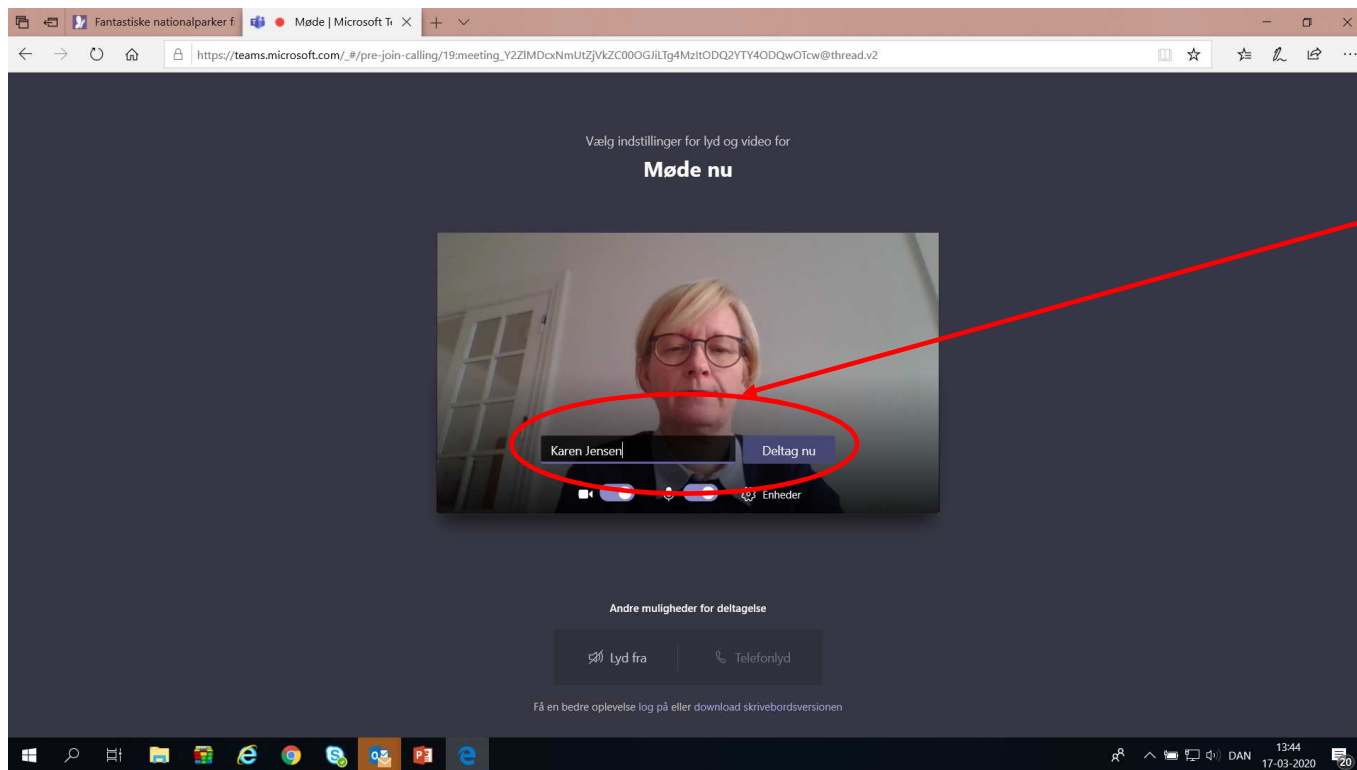 Fantastiske nationalparker f
Møde | Microsoft Te
https://teams.microsoft.com/_#/pre-join-calling/19:meeting_Y2ZlMDcxNmUtZjVkZC00OGJiLTg4MzItODQ2YTY4ODQwOTcw@thread.v2
Vælg indstillinger for lyd og video for
Møde nu
Karen Jensen
Deltag nu
Enheder
Andre muligheder for deltagelse
Lyd fra
Telefonlyd
Få en bedre oplevelse log på eller download skrivebordsversionen
DAN
13:44
17-03-2020
20